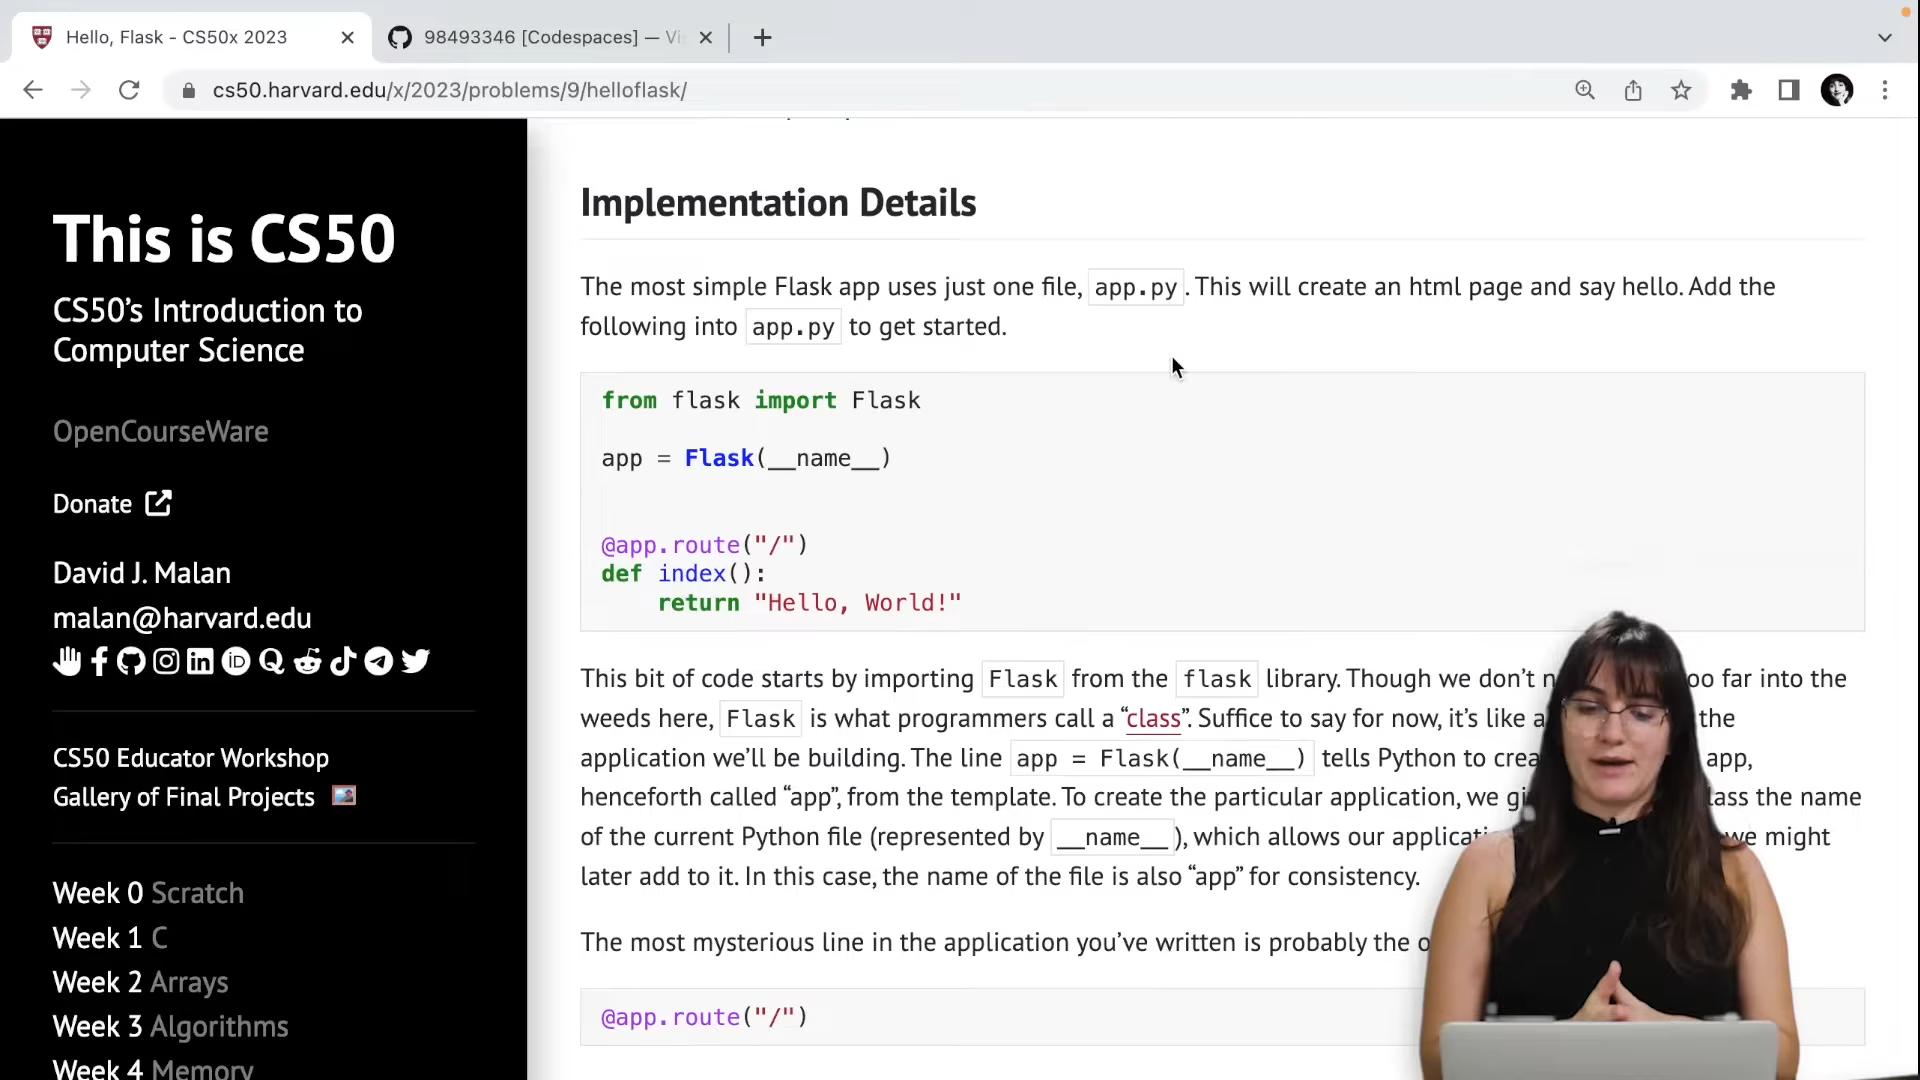 Hello, Flask - CS50x 2023
98493346 [Codespaces] — Vi
cs50.harvard.edu/x/2023/problems/9/helloflask/
This is CS50
CS50’s Introduction to
Computer Science
OpenCourseWare
Donate
David J. Malan
malan@harvard.edu
CS50 Educator Workshop
Gallery of Final Projects
Week 0 Scratch
Week 1 C
Week 2 Arrays
Week 3 Algorithms
Week 4 Memory
Implementation Details
The most simple Flask app uses just one file, app.py. This will create an html page and say hello. Add the
following into app.py to get started.
from flask import Flask
app = Flask(__name__)
@app.route("/")
def index():
return "Hello, World!"
This bit of code starts by importing Flask from the flask library. Though we don’t n oo far into the
weeds here, Flask is what programmers call a “class”. Suffice to say for now, it’s like a the
application we’ll be building. The line app = Flask(__name__) tells Python to crea app,
henceforth called “app”, from the template. To create the particular application, we gi lass the name
of the current Python file (represented by __name__), which allows our applicati we might
later add to it. In this case, the name of the file is also “app” for consistency.
The most mysterious line in the application you’ve written is probably the o
@app.route("/")